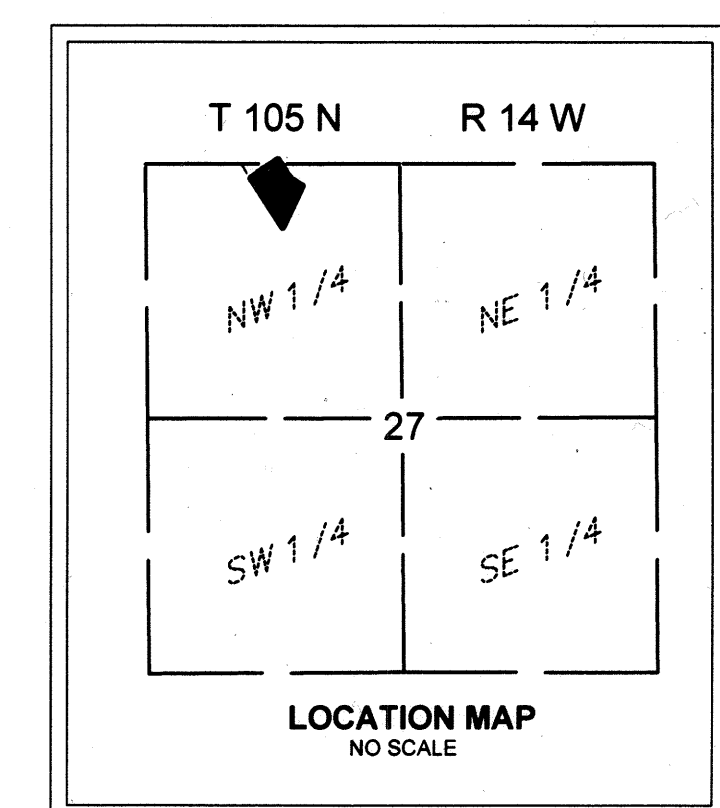 T 105 N R 14 W
NW 1/4 NE 1/4
27
SW 1/4 SE 1/4
LOCATION MAP
NO SCALE